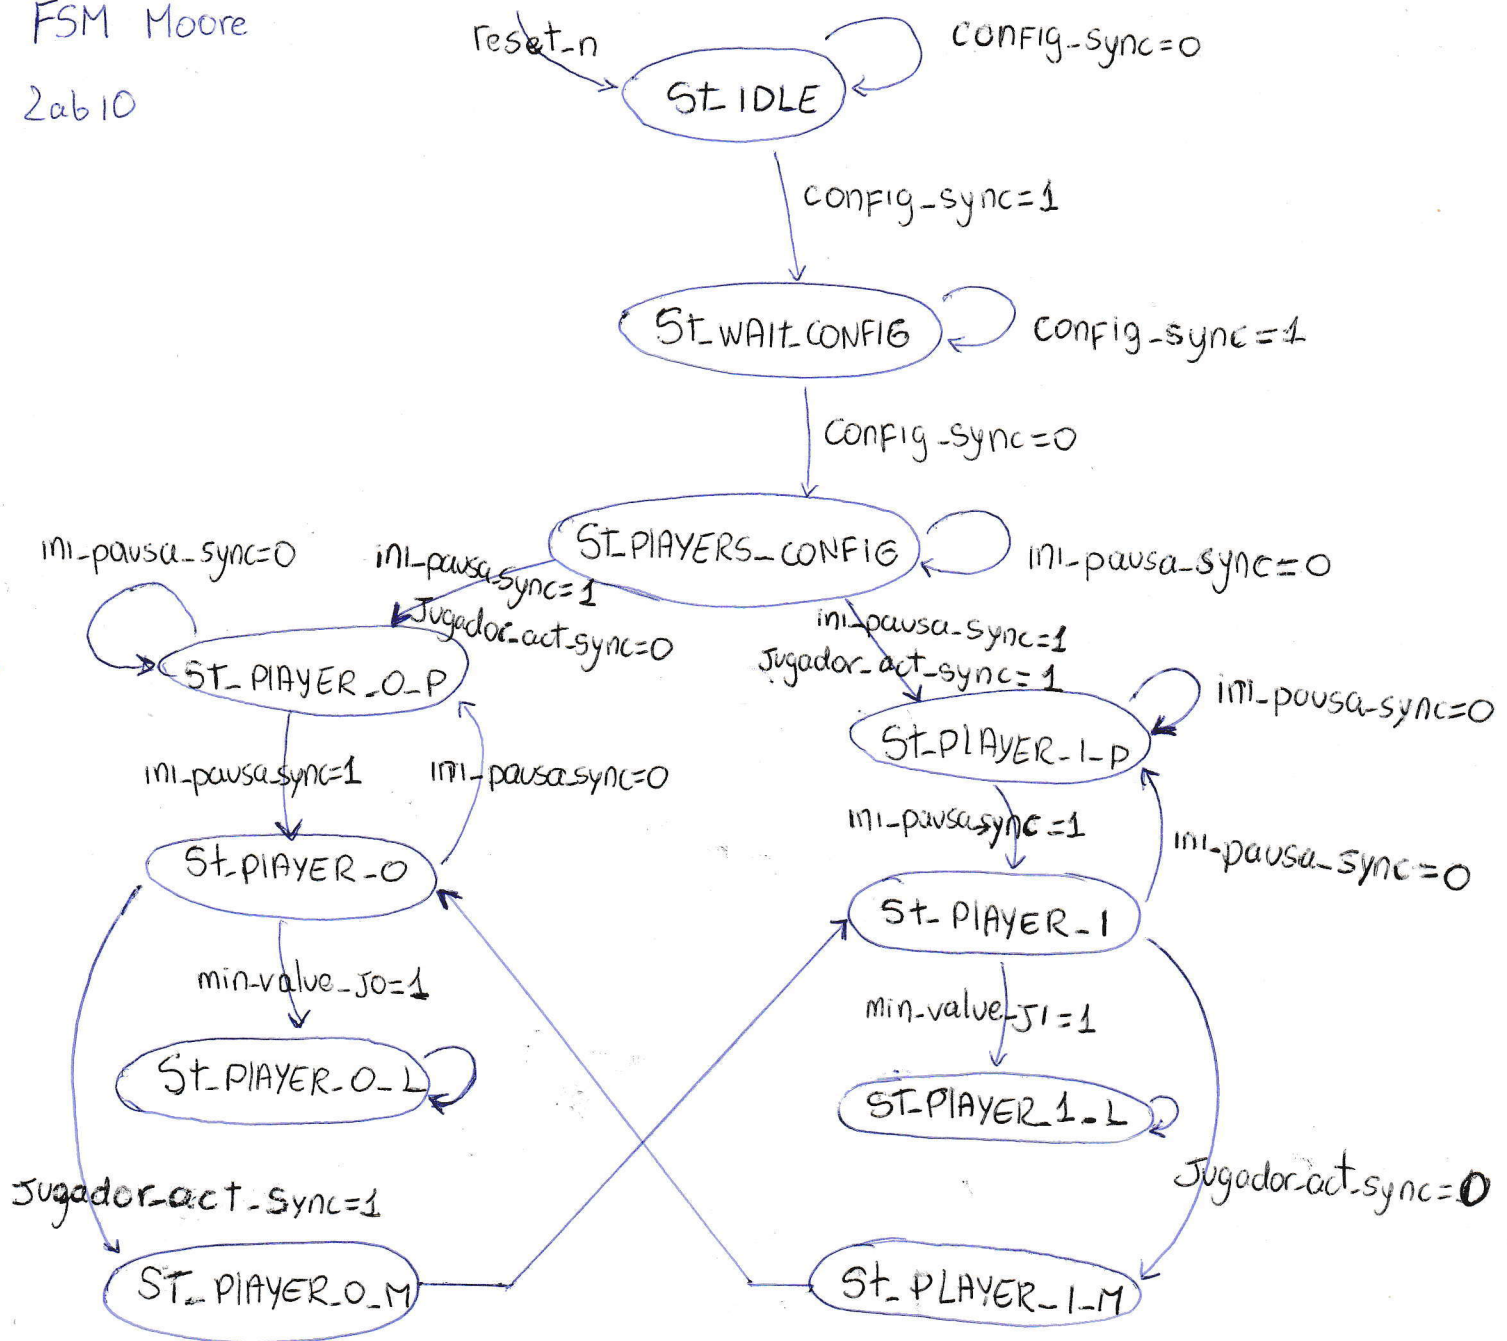 FSM Moore
2ab10
reset_n
config_sync=0
St_IDLE
config_sync=1
St_WAIt_CONFIG
config_sync=1
config_sync=0
St_PlAYERS_CONFIG
ini_pausa_sync=0
ini_pausa_sync=0
ini_pausa_sync=1
Jugador_act_sync=0
ini_pausa_sync=1
Jugador_act_sync=1
ST_PlAYER_0_P
ini_pausa_sync=0
St_PlAYER_1_P
ini_pausa_sync=1
ini_pausa_sync=0
ini_pausa_sync=1
ini_pausa_sync=0
St_PlAYER_0
St_PlAYER_1
min_value_J0=1
min_value_J1=1
St_PlAYER_0_L
ST_PlAYER_1_L
Jugador_act_sync=1
Jugador_act_sync=0
ST_PlAYER_0_M
St_PLAYER_1_M